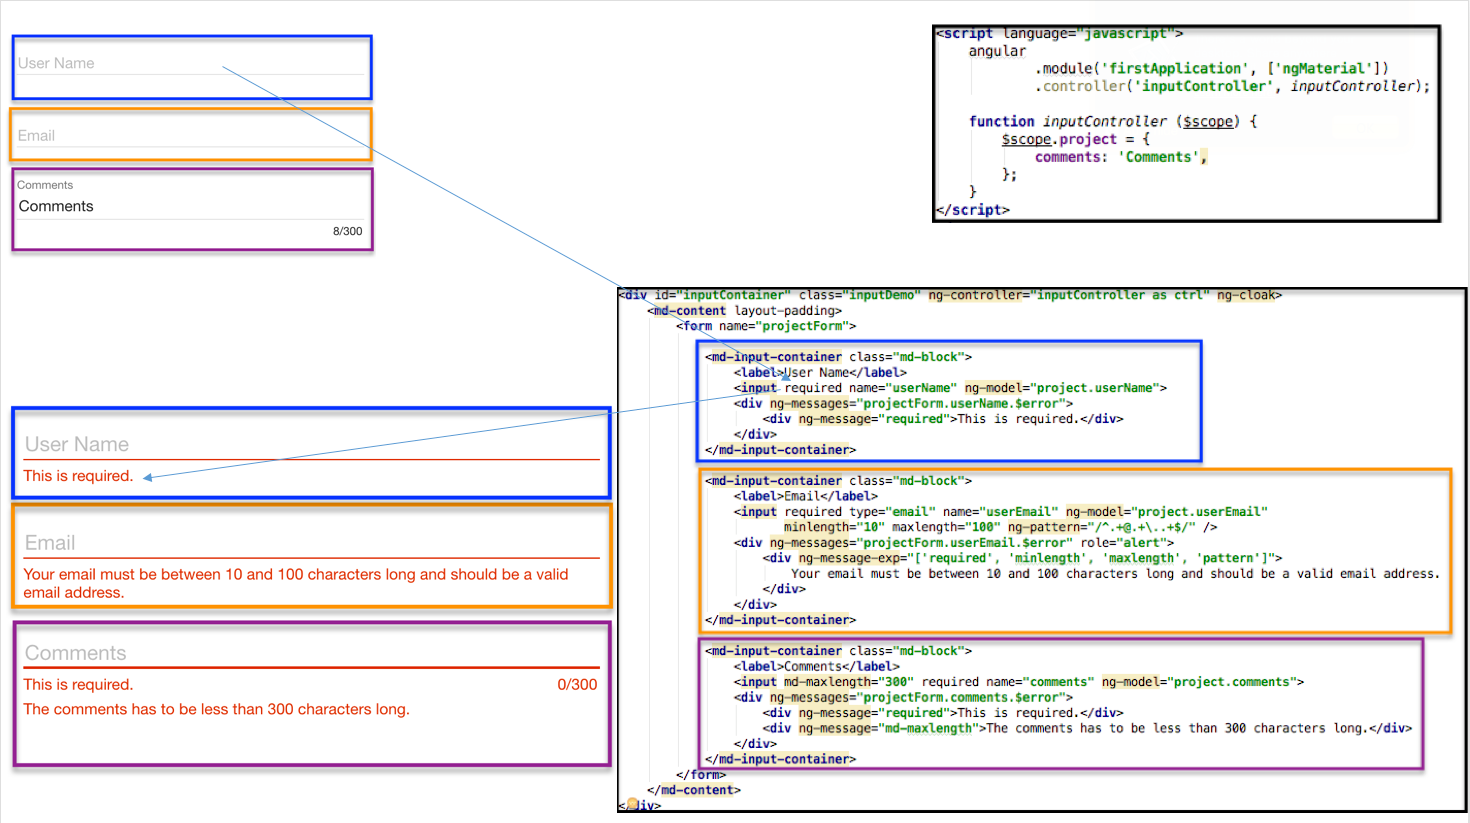 User Name
Email
Comments
Comments
8/300
<script language="javascript">
angular
.module('firstApplication', ['ngMaterial'])
.controller('inputController', inputController);
function inputController ($scope) {
$scope.project = {
comments: 'Comments',
};
}
</script>
<div id="inputContainer" class="inputDemo" ng-controller="inputController as ctrl" ng-cloak>
<md-content layout-padding>
<form name="projectForm">
<md-input-container class="md-block">
<label>User Name</label>
<input required name="userName" ng-model="project.userName">
<div ng-messages="projectForm.userName.$error">
<div ng-message="required">This is required.</div>
</div>
</md-input-container>
<md-input-container class="md-block">
<label>Email</label>
<input required type="email" name="userEmail" ng-model="project.userEmail"
minlength="10" maxlength="100" ng-pattern="/^.+@.+\..+$/" />
<div ng-messages="projectForm.userEmail.$error" role="alert">
<div ng-message-exp="['required', 'minlength', 'maxlength', 'pattern']">
Your email must be between 10 and 100 characters long and should be a valid email address.
</div>
</div>
</md-input-container>
<md-input-container class="md-block">
<label>Comments</label>
<input md-maxlength="300" required name="comments" ng-model="project.comments">
<div ng-messages="projectForm.comments.$error">
<div ng-message="required">This is required.</div>
<div ng-message="md-maxlength">The comments has to be less than 300 characters long.</div>
</div>
</md-input-container>
</form>
</md-content>
</div>
User Name
This is required.
Email
Your email must be between 10 and 100 characters long and should be a valid
email address.
Comments
This is required. 0/300
The comments has to be less than 300 characters long.